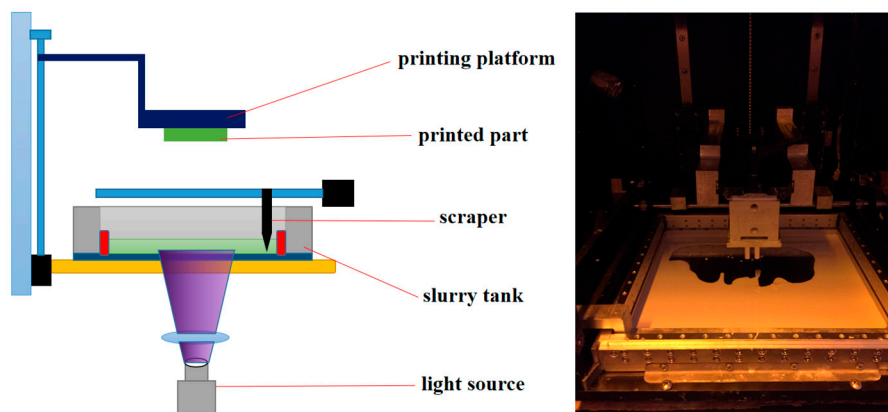 printing platform
printed part
scraper
slurry tank
light source